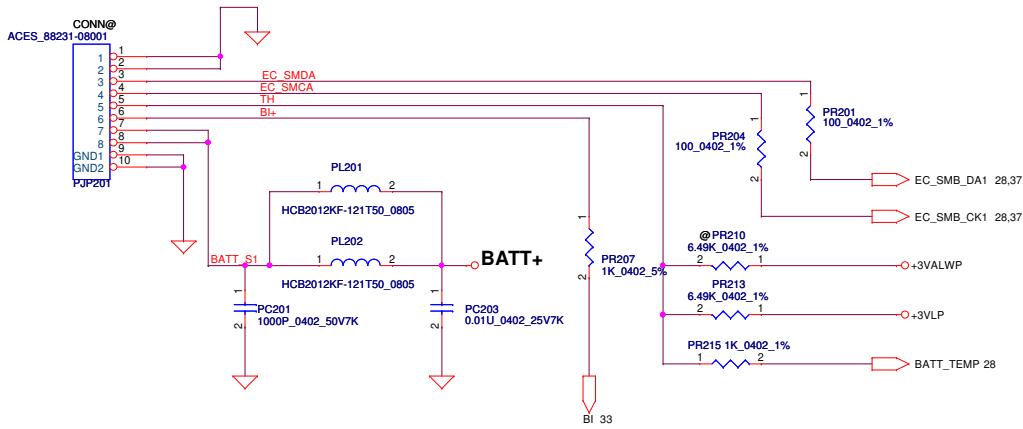 CONN@
ACES_88231-08001
1
2
3
4
5
6
7
8
GND1
GND2
1
2
3
4
5
6
7
8
9
10
PJP201
EC_SMDA
EC_SMCA
TH
BI+
1
PR201
100_0402_1%
2
1
PR204
100_0402_1%
2
EC_SMB_DA1 28,37
EC_SMB_CK1 28,37
PL201
1 2
HCB2012KF-121T50_0805
PL202
1 2
HCB2012KF-121T50_0805
BATT_S1
BATT+
1
PC201
1000P_0402_50V7K
2
1
PC203
0.01U_0402_25V7K
2
1
PR207
1K_0402_5%
2
BI 33
@PR210
6.49K_0402_1%
2 1
+3VALWP
PR213
6.49K_0402_1%
2 1
+3VLP
PR215 1K_0402_1%
1 2
BATT_TEMP 28